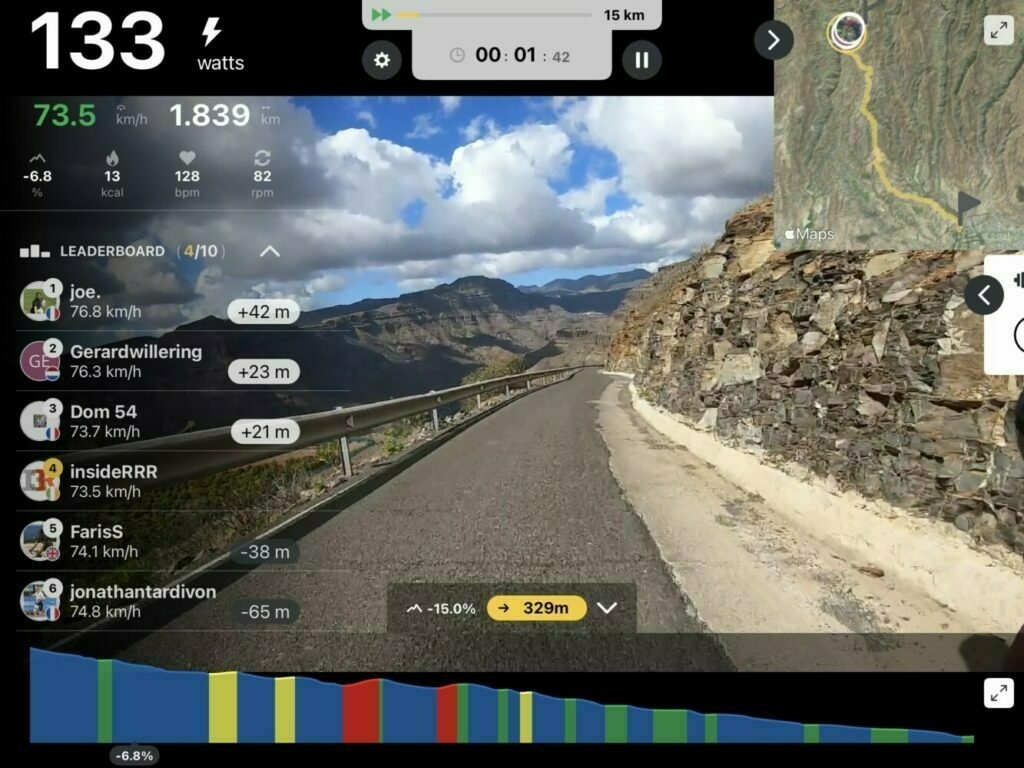 133
watts
15 km
00 : 01 : 42
73.5 km/h 1.839 km
-6.8 13 128 82
% kcal bpm rpm
LEADERBOARD (4/10)
1 joe.
76.8 km/h +42 m
GE 2 Gerardwillering
76.3 km/h +23 m
3 Dom 54
73.7 km/h +21 m
4 insideRRR
73.5 km/h
5 FarisS
74.1 km/h -38 m
6 jonathantardivon
74.8 km/h -65 m
Maps
Legal
-15.0% → 329m
-6.8%